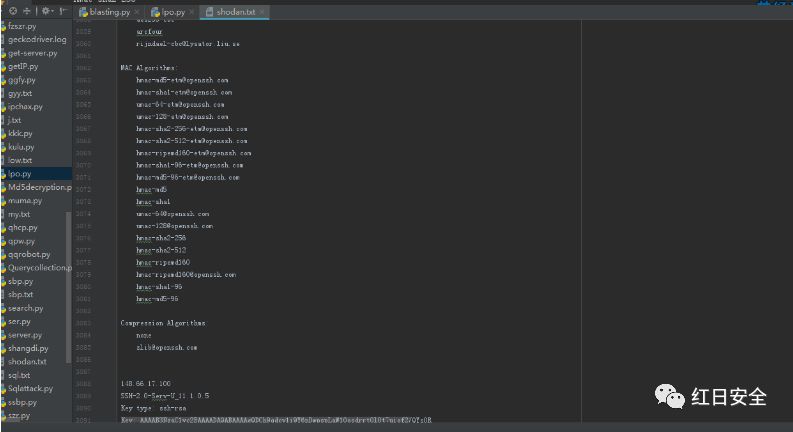 blasting.py
lpo.py
shodan.txt
fzszr.py
geckodriver.log
get-server.py
getIP.py
ggfy.py
gyy.txt
ipchax.py
j.txt
kkk.py
kulu.py
low.txt
lpo.py
Md5decryption.p
muma.py
my.txt
qhcp.py
qpw.py
qqrobot.py
Querycollection.p
sbp.py
sbp.txt
search.py
ser.py
server.py
shangdi.py
shodan.txt
sql.txt
Sqlattack.py
ssbp.py
szr.py
3059 arcfour
3060 rijndael-cbc@lysator.liu.se
3061
3062 MAC Algorithms:
3063 hmac-md5-etm@openssh.com
3064 hmac-sha1-etm@openssh.com
3065 umac-64-etm@openssh.com
3066 umac-128-etm@openssh.com
3067 hmac-sha2-256-etm@openssh.com
3068 hmac-sha2-512-etm@openssh.com
3069 hmac-ripemd160-etm@openssh.com
3070 hmac-sha1-96-etm@openssh.com
3071 hmac-md5-96-etm@openssh.com
3072 hmac-md5
3073 hmac-sha1
3074 umac-64@openssh.com
3075 umac-128@openssh.com
3076 hmac-sha2-256
3077 hmac-sha2-512
3078 hmac-ripemd160
3079 hmac-ripemd160@openssh.com
3080 hmac-sha1-96
3081 hmac-md5-96
3082
3083 Compression Algorithms
3084 none
3085 zlib@openssh.com
3086
3087
3088 148.66.17.100
3089 SSH-2.0-Serv-U_11.1.0.5
3090 Key type: ssh-rsa
3091 Key:
红日安全